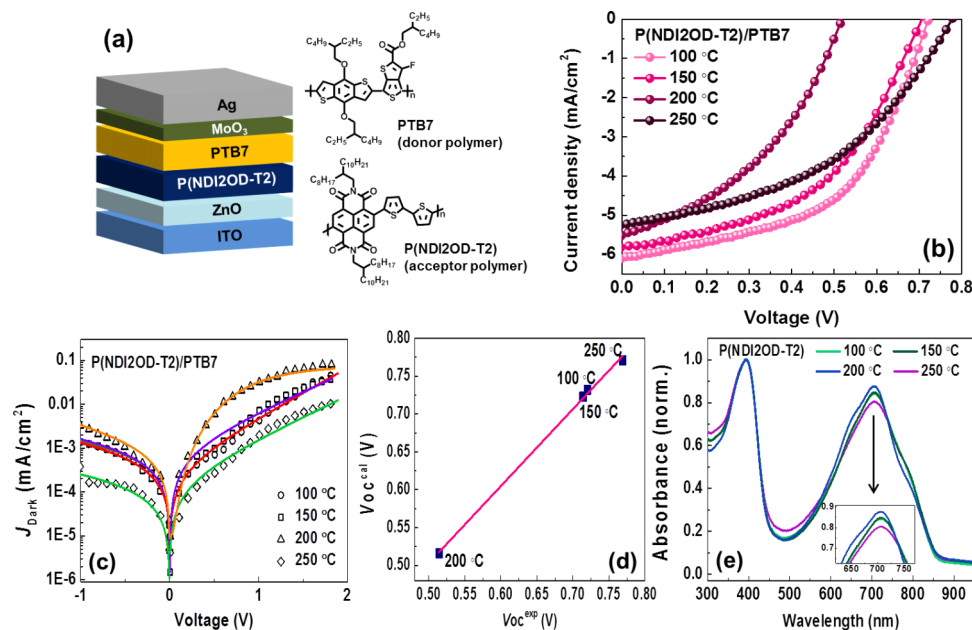 (a)
Ag
MoO3
PTB7
P(NDI2OD-T2)
ZnO
ITO
C4H9
C2H5
C2H5
C4H9
O
O
O
F
S
S
S
S
n
O
C2H5
C4H9
PTB7
(donor polymer)
C10H21
C8H17
O
N
O
S
S
n
O
N
O
C8H17
C10H21
P(NDI2OD-T2)
(acceptor polymer)
(b)
P(NDI2OD-T2)/PTB7
100 °C
150 °C
200 °C
250 °C
Current density (mA/cm2)
0
-1
-2
-3
-4
-5
-6
0.0 0.1 0.2 0.3 0.4 0.5 0.6 0.7 0.8
Voltage (V)
(c)
P(NDI2OD-T2)/PTB7
JDark (mA/cm2)
0.1
0.01
1E-3
1E-4
1E-5
1E-6
100 °C
150 °C
200 °C
250 °C
-1 0 1 2
Voltage (V)
(d)
Voc cal (V)
0.80
0.75
0.70
0.65
0.60
0.55
0.50
250 °C
100 °C
150 °C
200 °C
0.50 0.55 0.60 0.65 0.70 0.75 0.80
Voc exp (V)
(e)
P(NDI2OD-T2)
100 °C
150 °C
200 °C
250 °C
Absorbance (norm.)
1.0
0.8
0.6
0.4
0.2
0.0
0.9
0.8
0.7
650 700 750
300 400 500 600 700 800 900
Wavelength (nm)